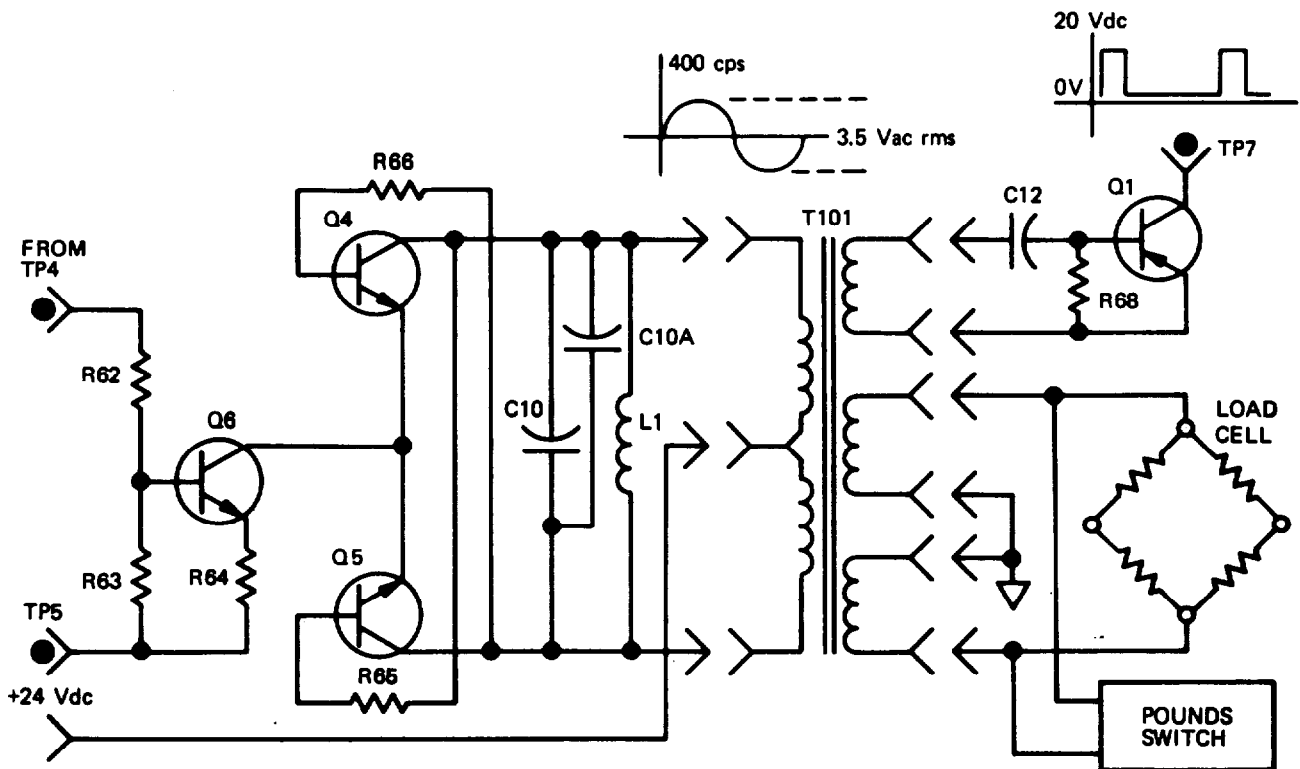 20 Vdc
400 cps
0V
3.5 Vac rms
TP7
R66
C12
Q1
Q4
T101
FROM
TP4
R68
C10A
R62
C10
L1
LOAD
CELL
Q6
Q5
R63
R64
TP5
R65
+24 Vdc
POUNDS
SWITCH